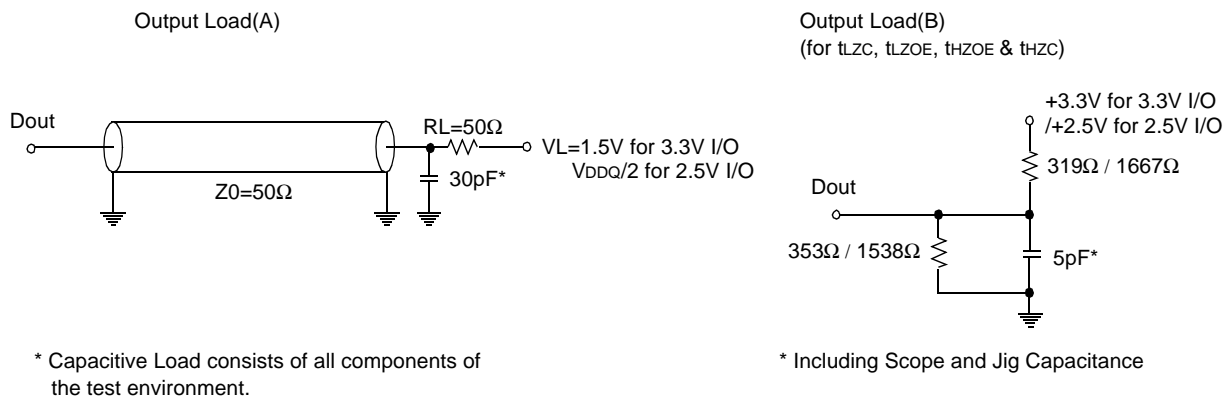 Output Load(A)
Dout
Z0=50Ω
RL=50Ω
30pF*
VL=1.5V for 3.3V I/O
VDDQ/2 for 2.5V I/O
* Capacitive Load consists of all components of
the test environment.
Output Load(B)
(for tLZC, tLZOE, tHZOE & tHZC)
+3.3V for 3.3V I/O
/+2.5V for 2.5V I/O
319Ω / 1667Ω
Dout
353Ω / 1538Ω
5pF*
* Including Scope and Jig Capacitance